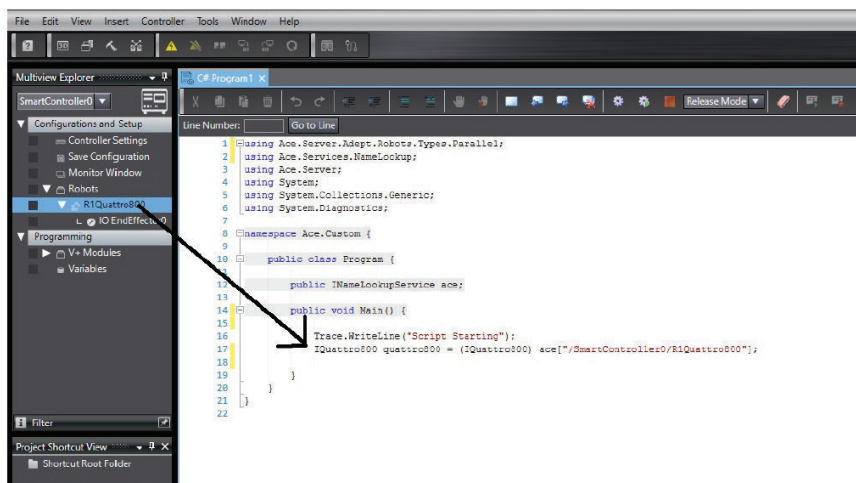 File Edit View Insert Controller Tools Window Help
Multiview Explorer
C# Program1 ×
SmartController0
Release Mode
Configurations and Setup
Line Number:
Go to Line
Controller Settings
Save Configuration
Monitor Window
Robots
R1Quattro800
IO EndEffector0
Programming
V+ Modules
Variables
1 using Ace.Server.Adept.Robots.Types.Parallel;
2 using Ace.Services.NameLookup;
3 using Ace.Server;
4 using System;
5 using System.Collections.Generic;
6 using System.Diagnostics;
7
8 namespace Ace.Custom {
9
10 public class Program {
11
12 public INameLookupService ace;
13
14 public void Main() {
15
16 Trace.WriteLine("Script Starting");
17 IQuattro800 quattro800 = (IQuattro800) ace["/SmartController0/R1Quattro800"];
18
19 }
20 }
21 }
22
Filter
Project Shortcut View
Shortcut Root Folder